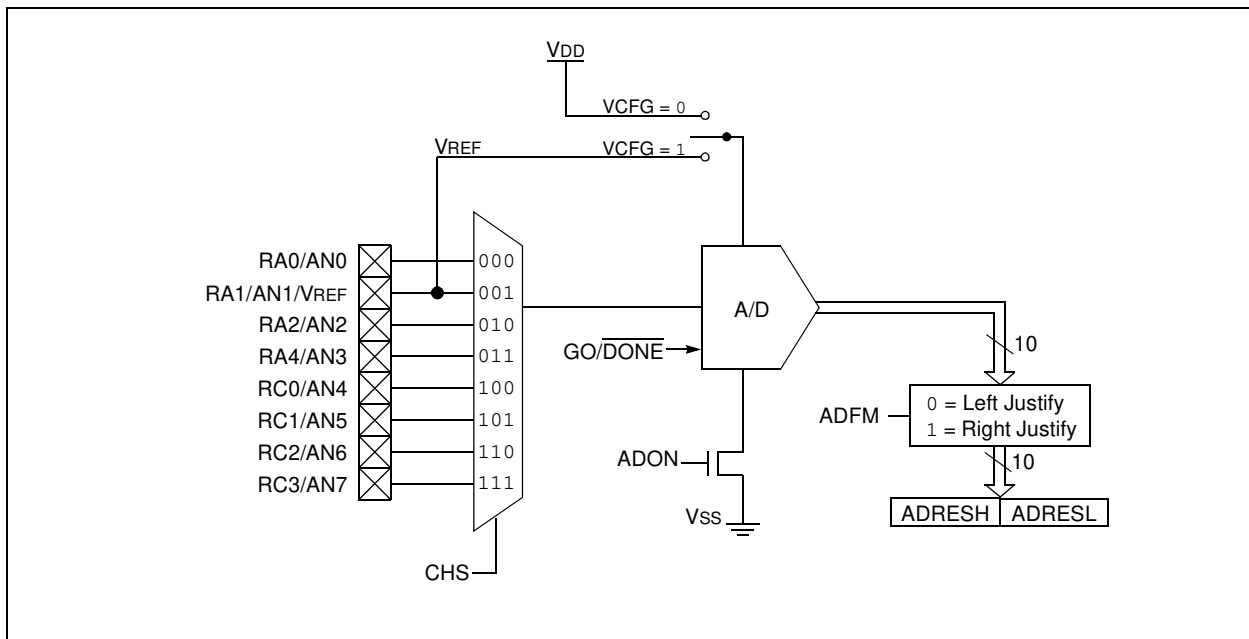 VDD
VCFG = 0
VREF
VCFG = 1
RA0/AN0
000
RA1/AN1/VREF
001
RA2/AN2
010
A/D
RA4/AN3
011
GO/DONE
10
RC0/AN4
100
RC1/AN5
101
ADFM
0 = Left Justify
1 = Right Justify
RC2/AN6
110
ADON
10
RC3/AN7
111
VSS
ADRESH
ADRESL
CHS